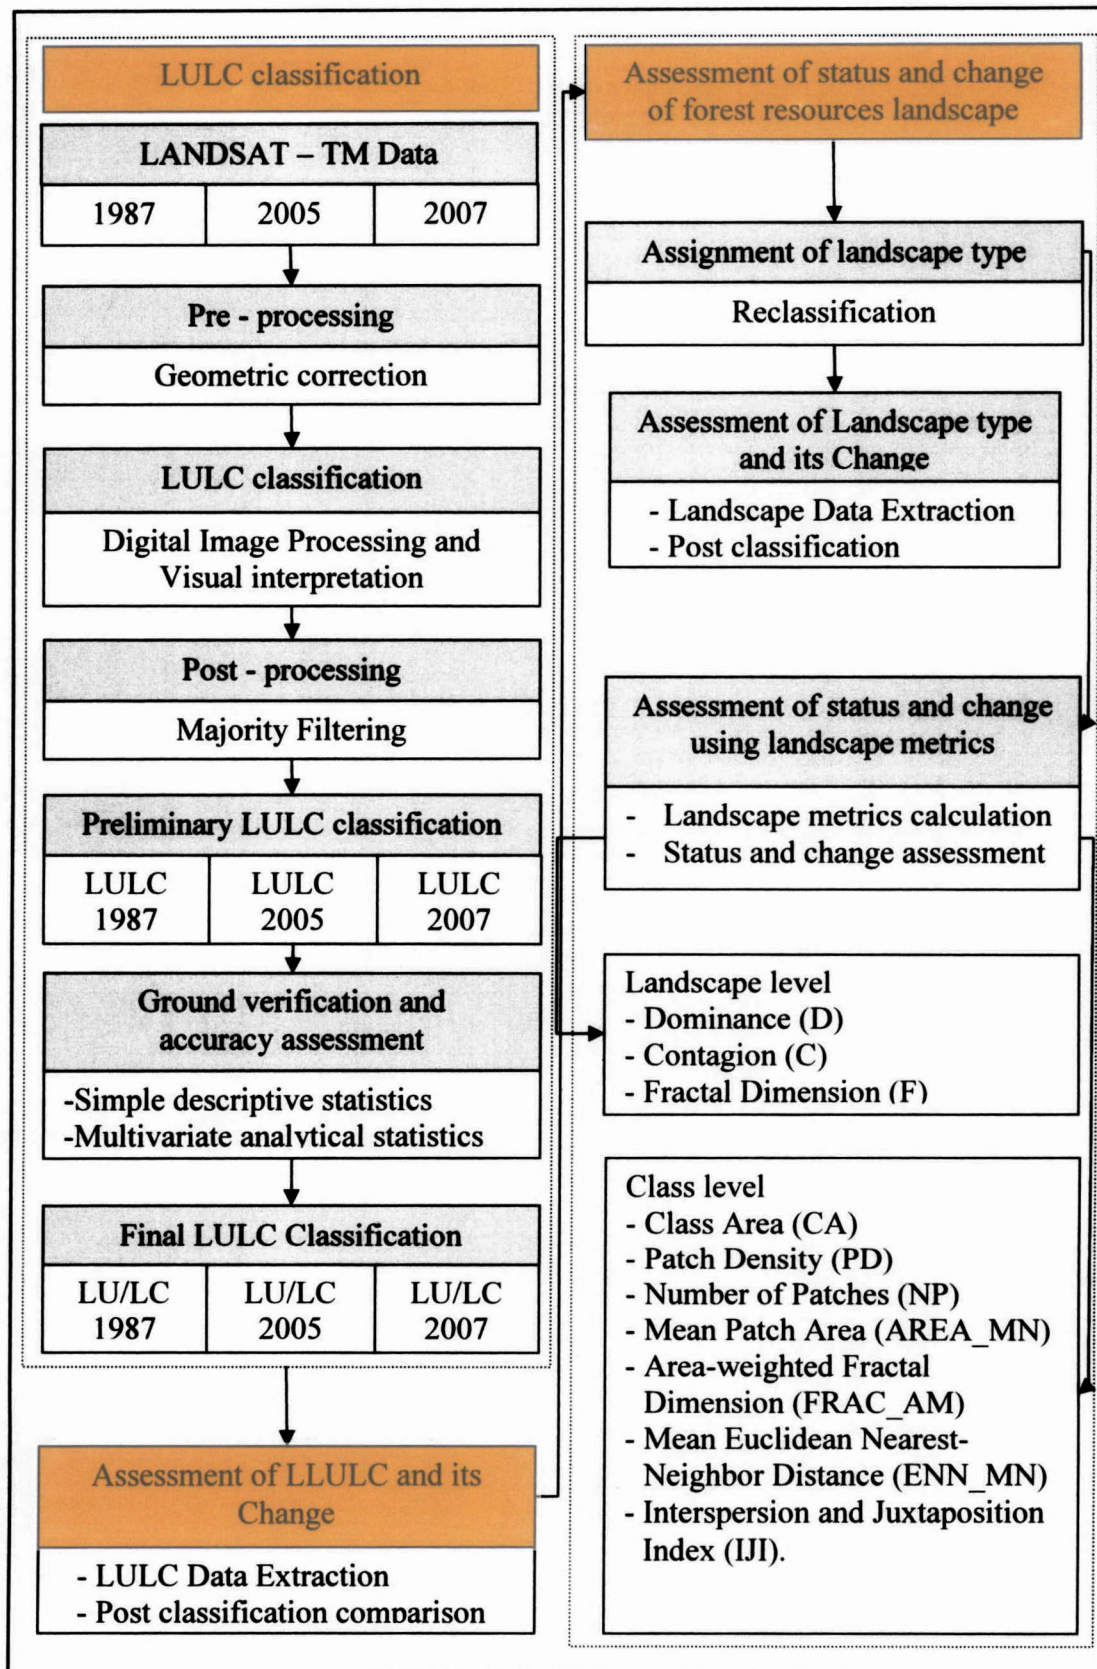 LULC classification
LANDSAT – TM Data
1987 2005 2007
Pre - processing
Geometric correction
LULC classification
Digital Image Processing and
Visual interpretation
Post - processing
Majority Filtering
Preliminary LULC classification
LULC LULC LULC
1987 2005 2007
Ground verification and
accuracy assessment
-Simple descriptive statistics
-Multivariate analytical statistics
Final LULC Classification
LU/LC LU/LC LU/LC
1987 2005 2007
Assessment of LLULC and its
Change
- LULC Data Extraction
- Post classification comparison
Assessment of status and change
of forest resources landscape
Assignment of landscape type
Reclassification
Assessment of Landscape type
and its Change
- Landscape Data Extraction
- Post classification
Assessment of status and change
using landscape metrics
- Landscape metrics calculation
- Status and change assessment
Landscape level
- Dominance (D)
- Contagion (C)
- Fractal Dimension (F)
Class level
- Class Area (CA)
- Patch Density (PD)
- Number of Patches (NP)
- Mean Patch Area (AREA_MN)
- Area-weighted Fractal
Dimension (FRAC_AM)
- Mean Euclidean Nearest-
Neighbor Distance (ENN_MN)
- Interspersion and Juxtaposition
Index (IJI).